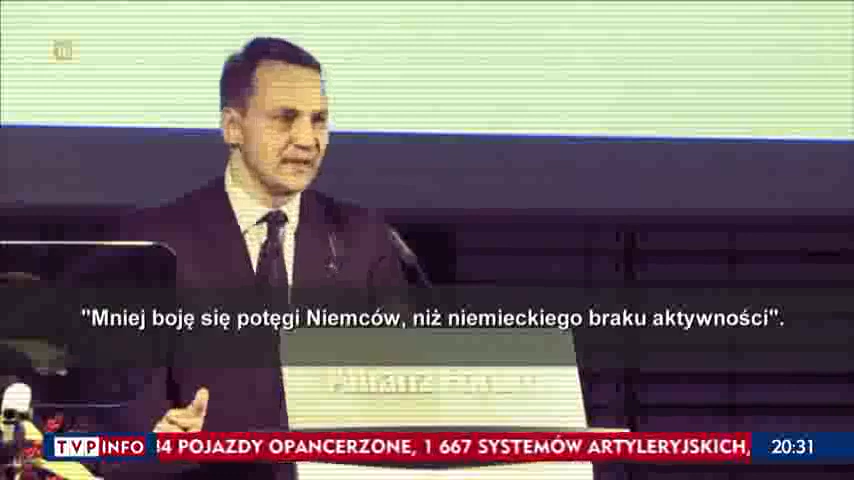 "Mniej boję się potęgi Niemców, niż niemieckiego braku aktywności".
TVP INFO
34 POJAZDY OPANCERZONE, 1 667 SYSTEMÓW ARTYLERYJSKICH,
20:31